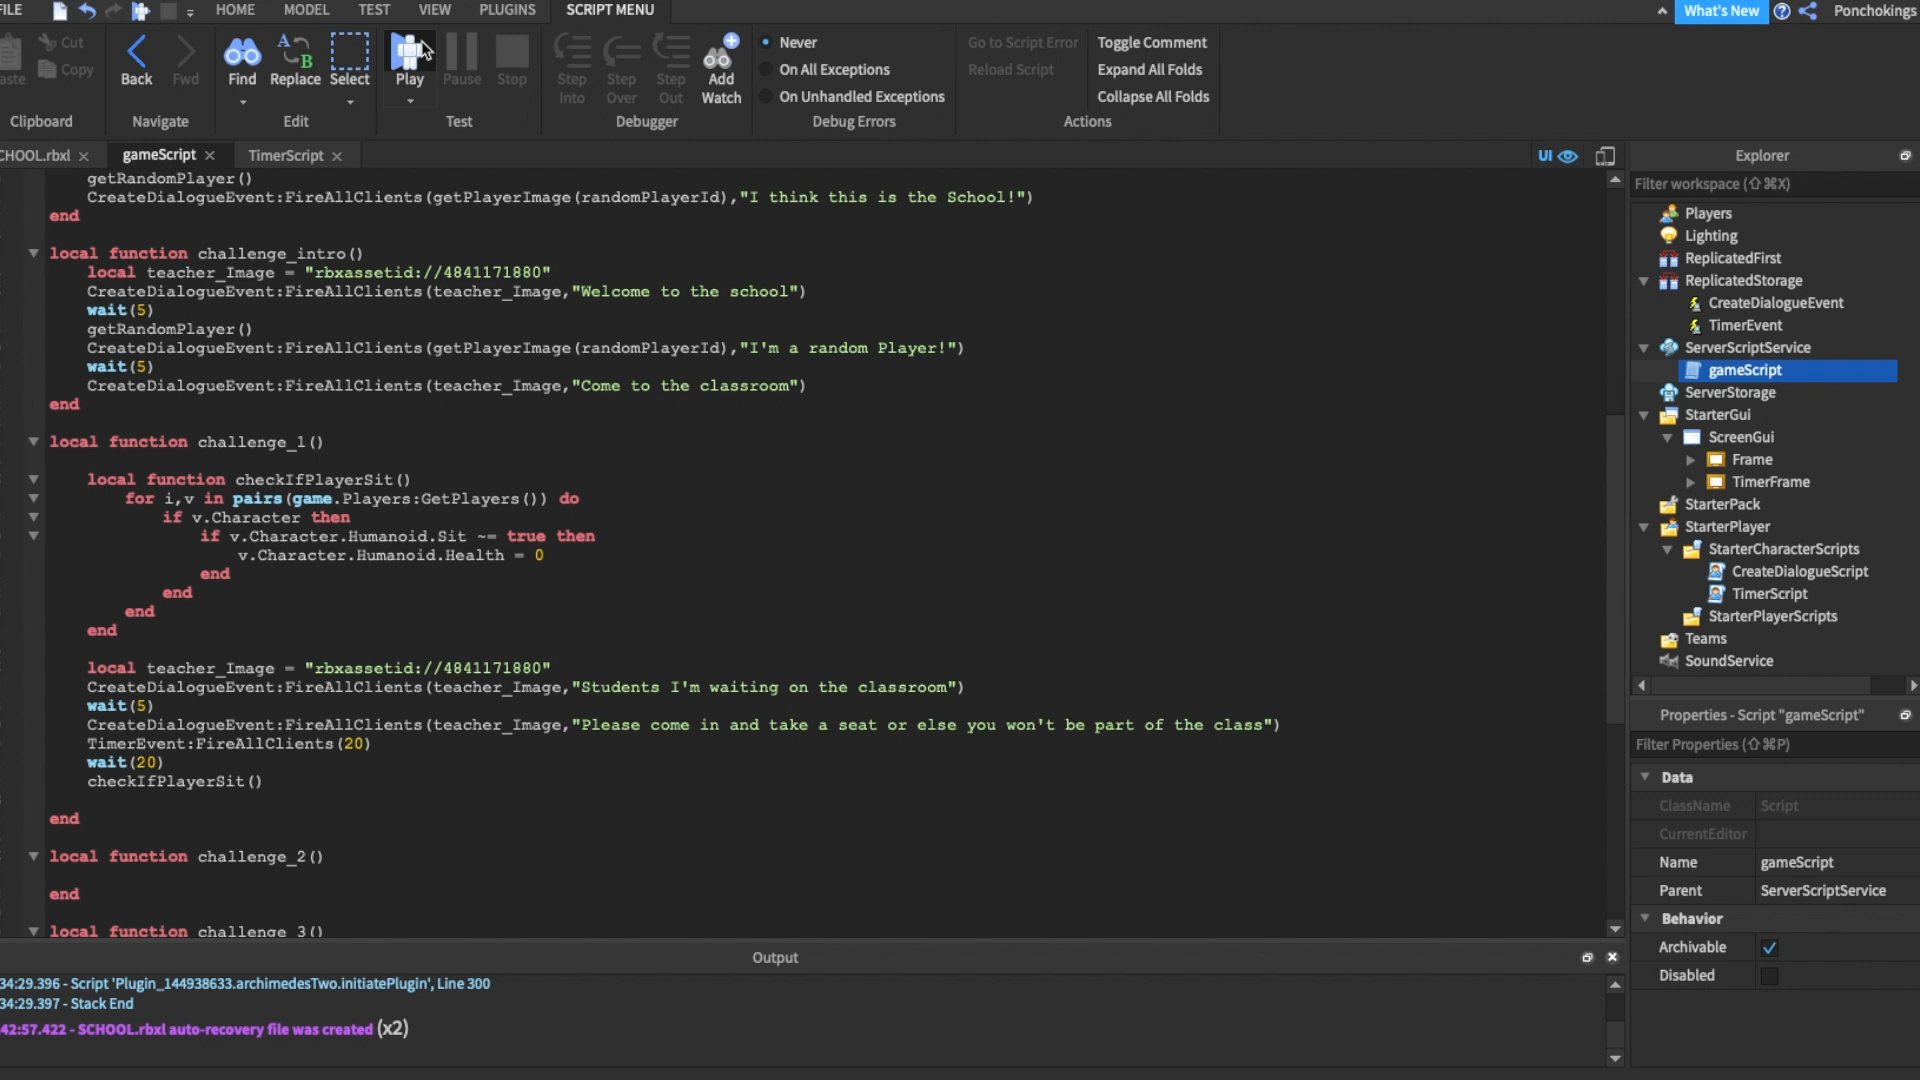 FILE HOME MODEL TEST VIEW PLUGINS SCRIPT MENU What's New Ponchokings
Cut
Copy
Back
Fwd
Find
Replace
Select
Play
Pause
Stop
Step Into
Step Over
Step Out
Add Watch
Never
On All Exceptions
On Unhandled Exceptions
Go to Script Error
Reload Script
Toggle Comment
Expand All Folds
Collapse All Folds
Clipboard Navigate Edit Test Debugger Debug Errors Actions
CHOOL.rbxl gameScript TimerScript UI
getRandomPlayer()
CreateDialogueEvent:FireAllClients(getPlayerImage(randomPlayerId),"I think this is the School!")
end
local function challenge_intro()
local teacher_Image = "rbxassetid://4841171880"
CreateDialogueEvent:FireAllClients(teacher_Image,"Welcome to the school")
wait(5)
getRandomPlayer()
CreateDialogueEvent:FireAllClients(getPlayerImage(randomPlayerId),"I'm a random Player!")
wait(5)
CreateDialogueEvent:FireAllClients(teacher_Image,"Come to the classroom")
end
local function challenge_1()
local function checkIfPlayerSit()
for i,v in pairs(game.Players:GetPlayers()) do
if v.Character then
if v.Character.Humanoid.Sit ~= true then
v.Character.Humanoid.Health = 0
end
end
end
end
local teacher_Image = "rbxassetid://4841171880"
CreateDialogueEvent:FireAllClients(teacher_Image,"Students I'm waiting on the classroom")
wait(5)
CreateDialogueEvent:FireAllClients(teacher_Image,"Please come in and take a seat or else you won't be part of the class")
TimerEvent:FireAllClients(20)
wait(20)
checkIfPlayerSit()
end
local function challenge_2()
end
local function challenge_3()
Output
34:29.396 - Script 'Plugin_144938633.archimedesTwo.initiatePlugin', Line 300
34:29.397 - Stack End
42:57.422 - SCHOOL.rbxl auto-recovery file was created (x2)
Explorer
Filter workspace (⇧⌘X)
Players
Lighting
ReplicatedFirst
ReplicatedStorage
CreateDialogueEvent
TimerEvent
ServerScriptService
gameScript
ServerStorage
StarterGui
ScreenGui
Frame
TimerFrame
StarterPack
StarterPlayer
StarterCharacterScripts
CreateDialogueScript
TimerScript
StarterPlayerScripts
Teams
SoundService
Properties - Script "gameScript"
Filter Properties (⇧⌘P)
Data
ClassName Script
CurrentEditor
Name gameScript
Parent ServerScriptService
Behavior
Archivable
Disabled